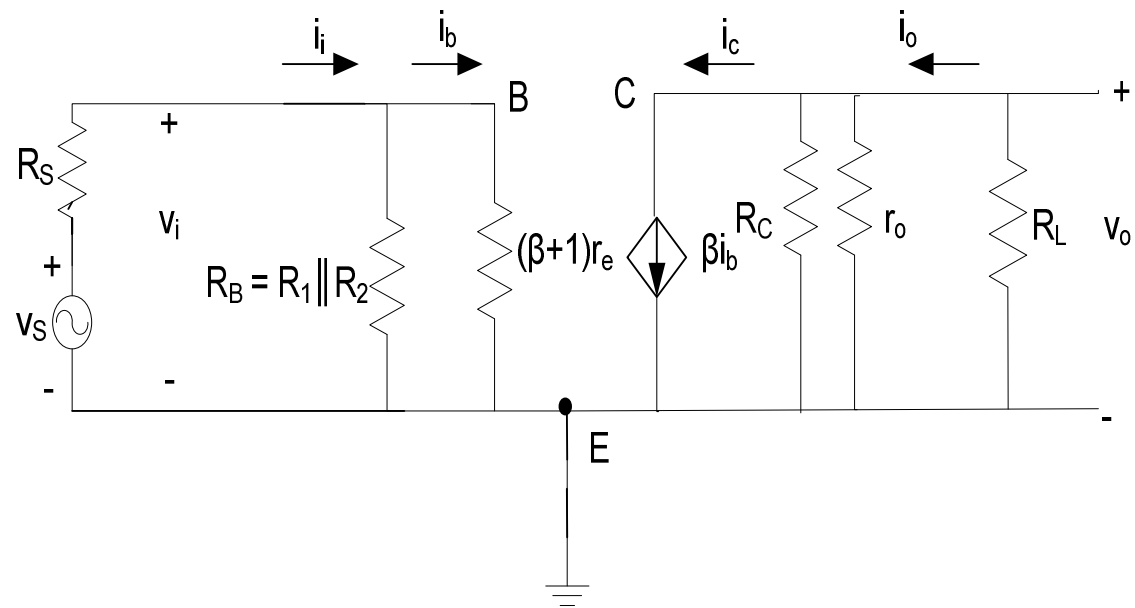 i_i
i_b
i_c
i_o
B
C
+
+
R_S
v_i
+
R_B = R_1||R_2
(β+1)r_e
βi_b
R_C
r_o
R_L
v_o
v_S
-
-
-
E